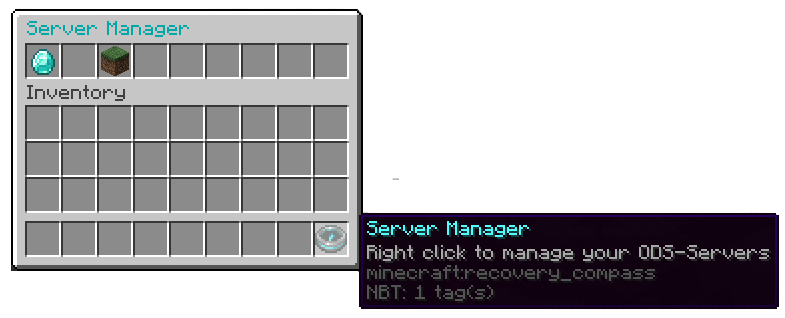 Server Manager
Inventory
Server Manager
Right click to manage your ODS-Servers
minecraft:recovery_compass
NBT: 1 tag(s)